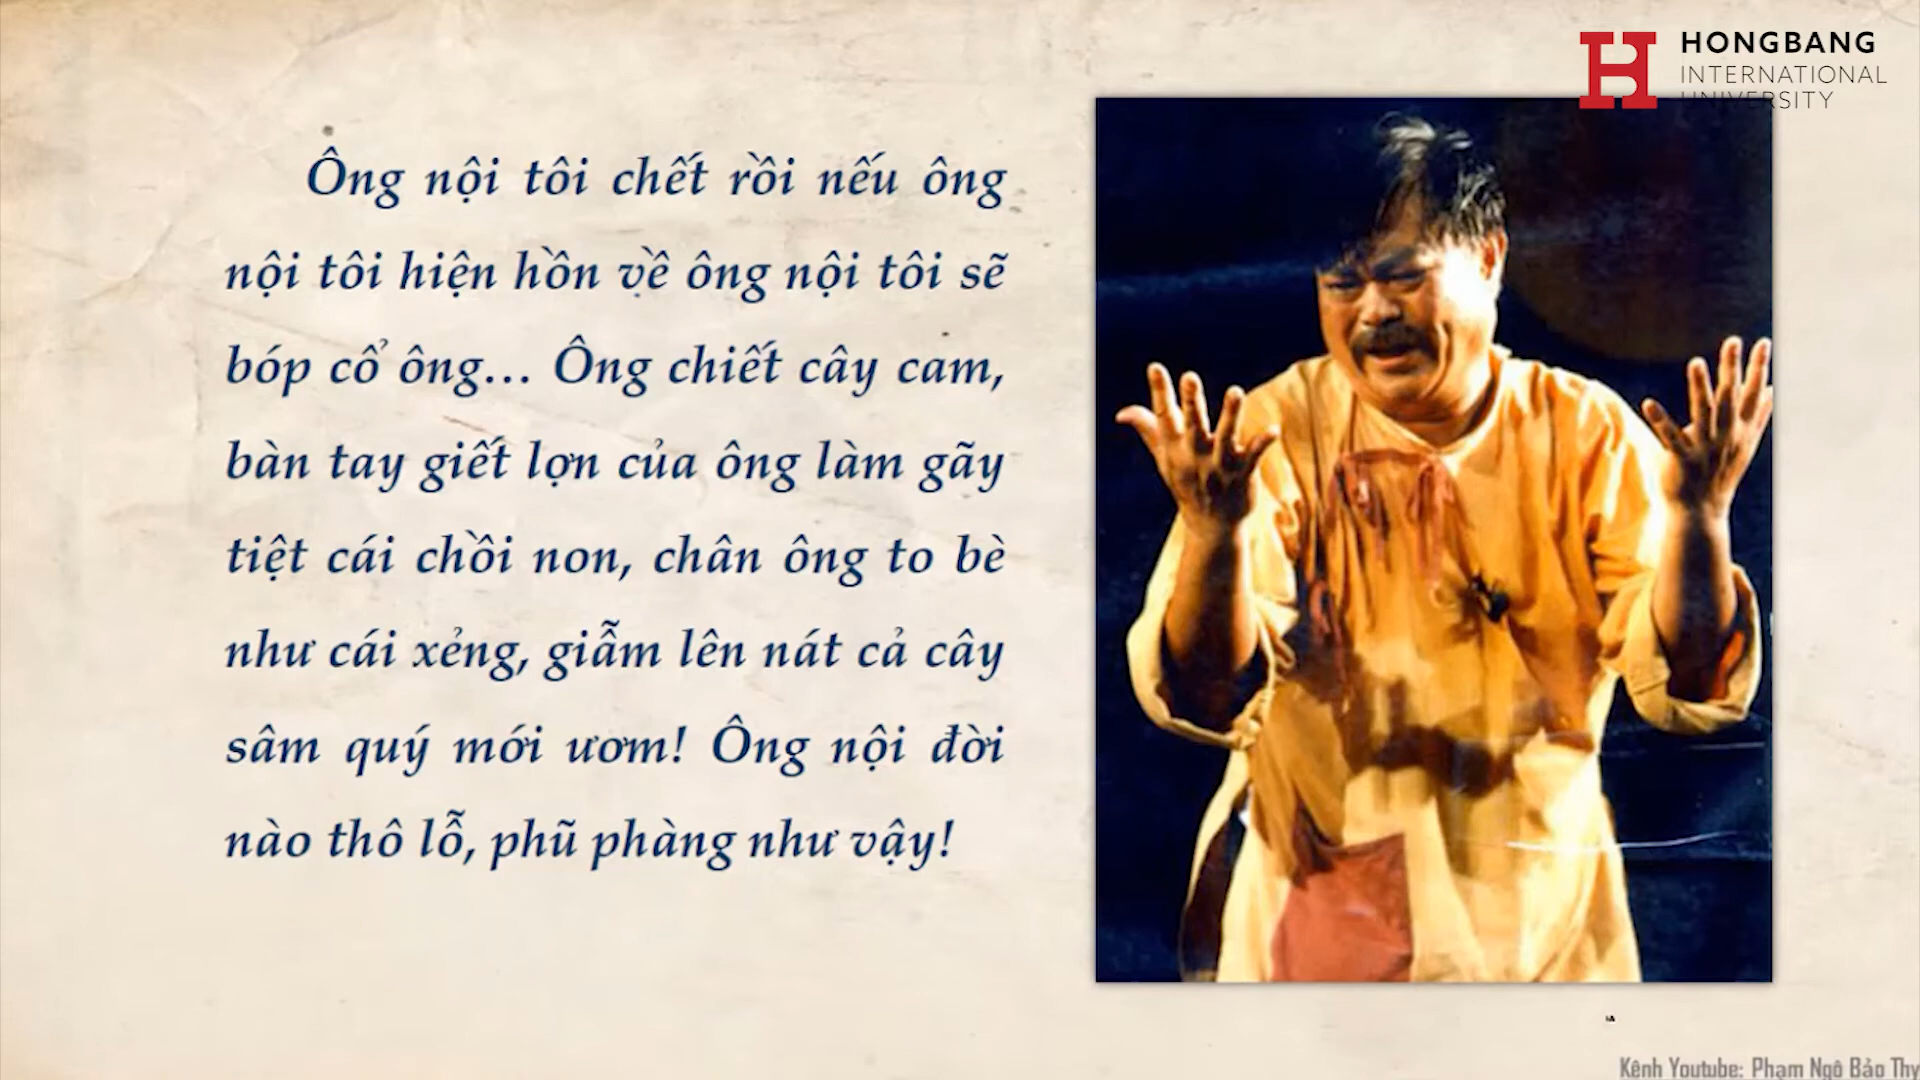 HONGBANG
INTERNATIONAL
UNIVERSITY
Ông nội tôi chết rồi nếu ông
nội tôi hiện hồn về ông nội tôi sẽ
bóp cổ ông... Ông chiết cây cam,
bàn tay giết lợn của ông làm gãy
tiệt cái chồi non, chân ông to bè
như cái xẻng, giẫm lên nát cả cây
sâm quý mới ươm! Ông nội đời
nào thô lỗ, phũ phàng như vậy!
Kênh Youtube: Phạm Ngô Bảo Thy